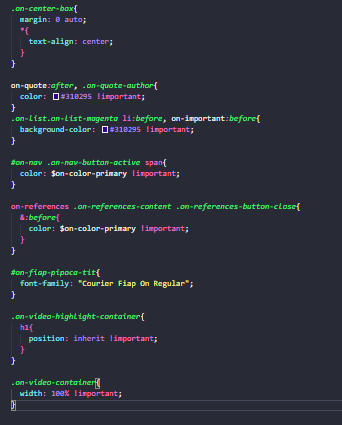 .on-center-box{
margin: 0 auto;
*{
text-align: center;
}
}
on-quote:after, .on-quote-author{
color: #310295 !important;
}
.on-list.on-list-magenta li:before, on-important:before{
background-color: #310295 !important;
}
#on-nav .on-nav-button-active span{
color: $on-color-primary !important;
}
on-references .on-references-content .on-references-button-close{
&:before{
color: $on-color-primary !important;
}
}
#on-fiap-pipoca-tit{
font-family: "Courier Fiap On Regular";
}
.on-video-highlight-container{
h1{
position: inherit !important;
}
}
.on-video-container{
width: 100% !important;
}